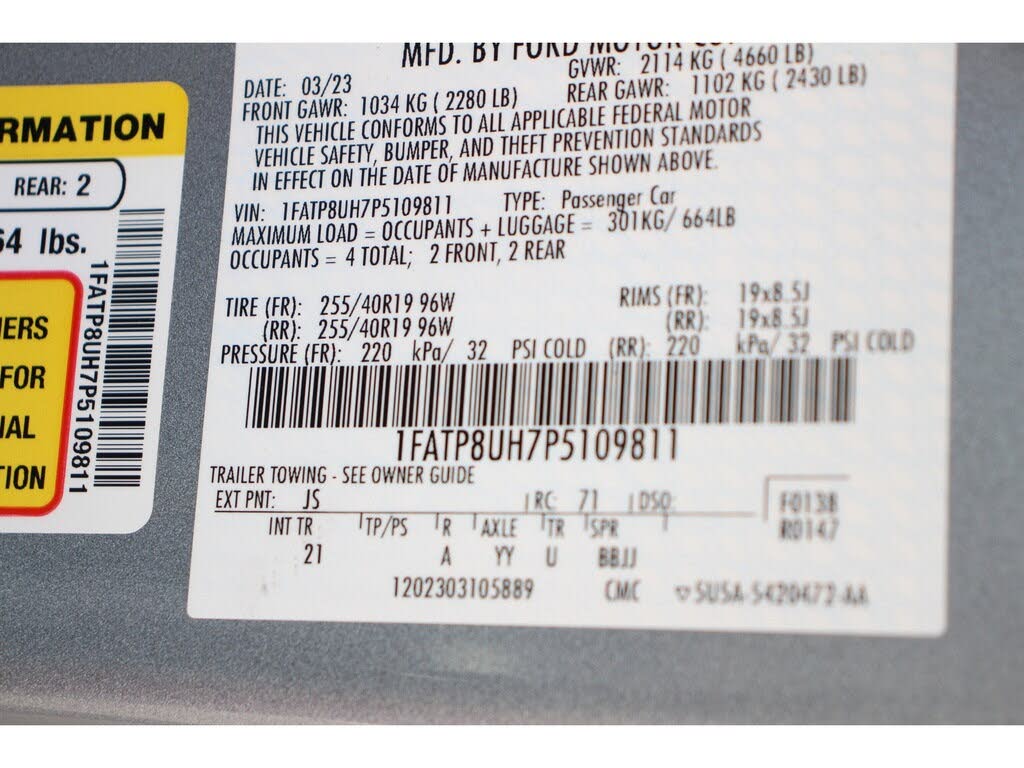 RMATION
REAR: 2
64 lbs.
1FATP8UH7P5109811
ERS
FOR
NAL
TION
MFD. BY FORD MOTOR CO.
DATE: 03/23
GVWR: 2114 KG ( 4660 LB)
FRONT GAWR: 1034 KG ( 2280 LB)
REAR GAWR: 1102 KG ( 2430 LB)
THIS VEHICLE CONFORMS TO ALL APPLICABLE FEDERAL MOTOR
VEHICLE SAFETY, BUMPER, AND THEFT PREVENTION STANDARDS
IN EFFECT ON THE DATE OF MANUFACTURE SHOWN ABOVE.
VIN: 1FATP8UH7P5109811 TYPE: Passenger Car
MAXIMUM LOAD = OCCUPANTS + LUGGAGE = 301KG/ 664LB
OCCUPANTS = 4 TOTAL; 2 FRONT, 2 REAR
TIRE (FR): 255/40R19 96W RIMS (FR): 19x8.5J
(RR): 255/40R19 96W (RR): 19x8.5J
PRESSURE (FR): 220 kPa/ 32 PSI COLD (RR): 220 kPa/ 32 PSI COLD
1FATP8UH7P5109811
TRAILER TOWING - SEE OWNER GUIDE
EXT PNT: JS RC: 71 DSO:
F0138
R0147
INT TR TP/PS R AXLE TR SPR
21 A YY U BBJJ
1202303105889 CMC ▽5U5A-5420472-AA